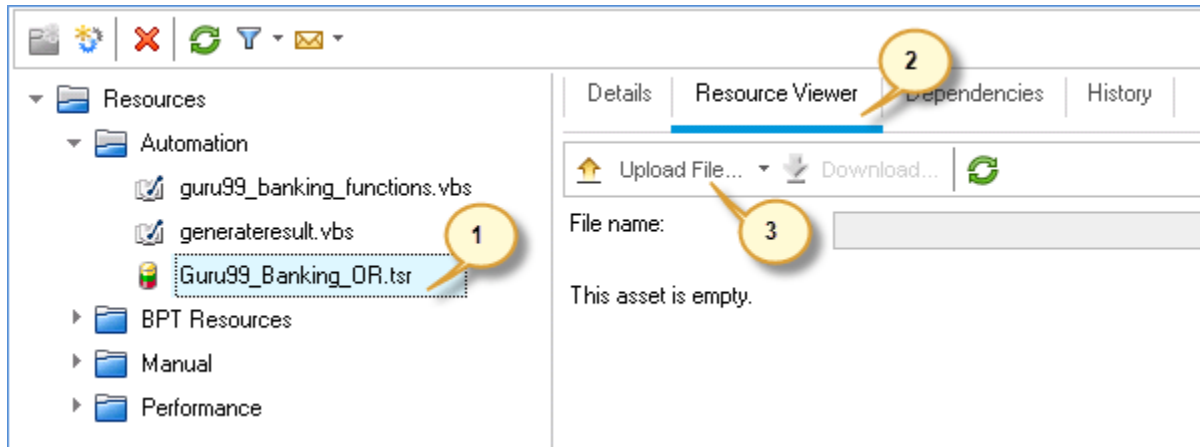 2
Resources
Details Resource Viewer Dependencies History
Automation
guru99_banking_functions.vbs
Upload File... Download...
generateresult.vbs
1
File name:
3
Guru99_Banking_OR.tsr
This asset is empty.
BPT Resources
Manual
Performance